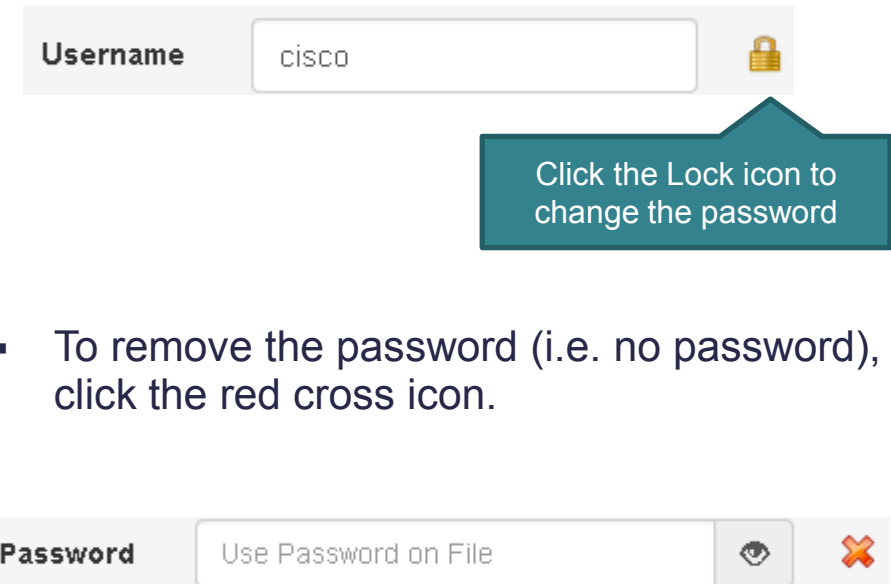 Username cisco
Click the Lock icon to
change the password
▪ To remove the password (i.e. no password),
click the red cross icon.
Password Use Password on File